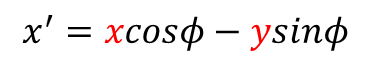 x′ = xcosϕ − ysinϕ